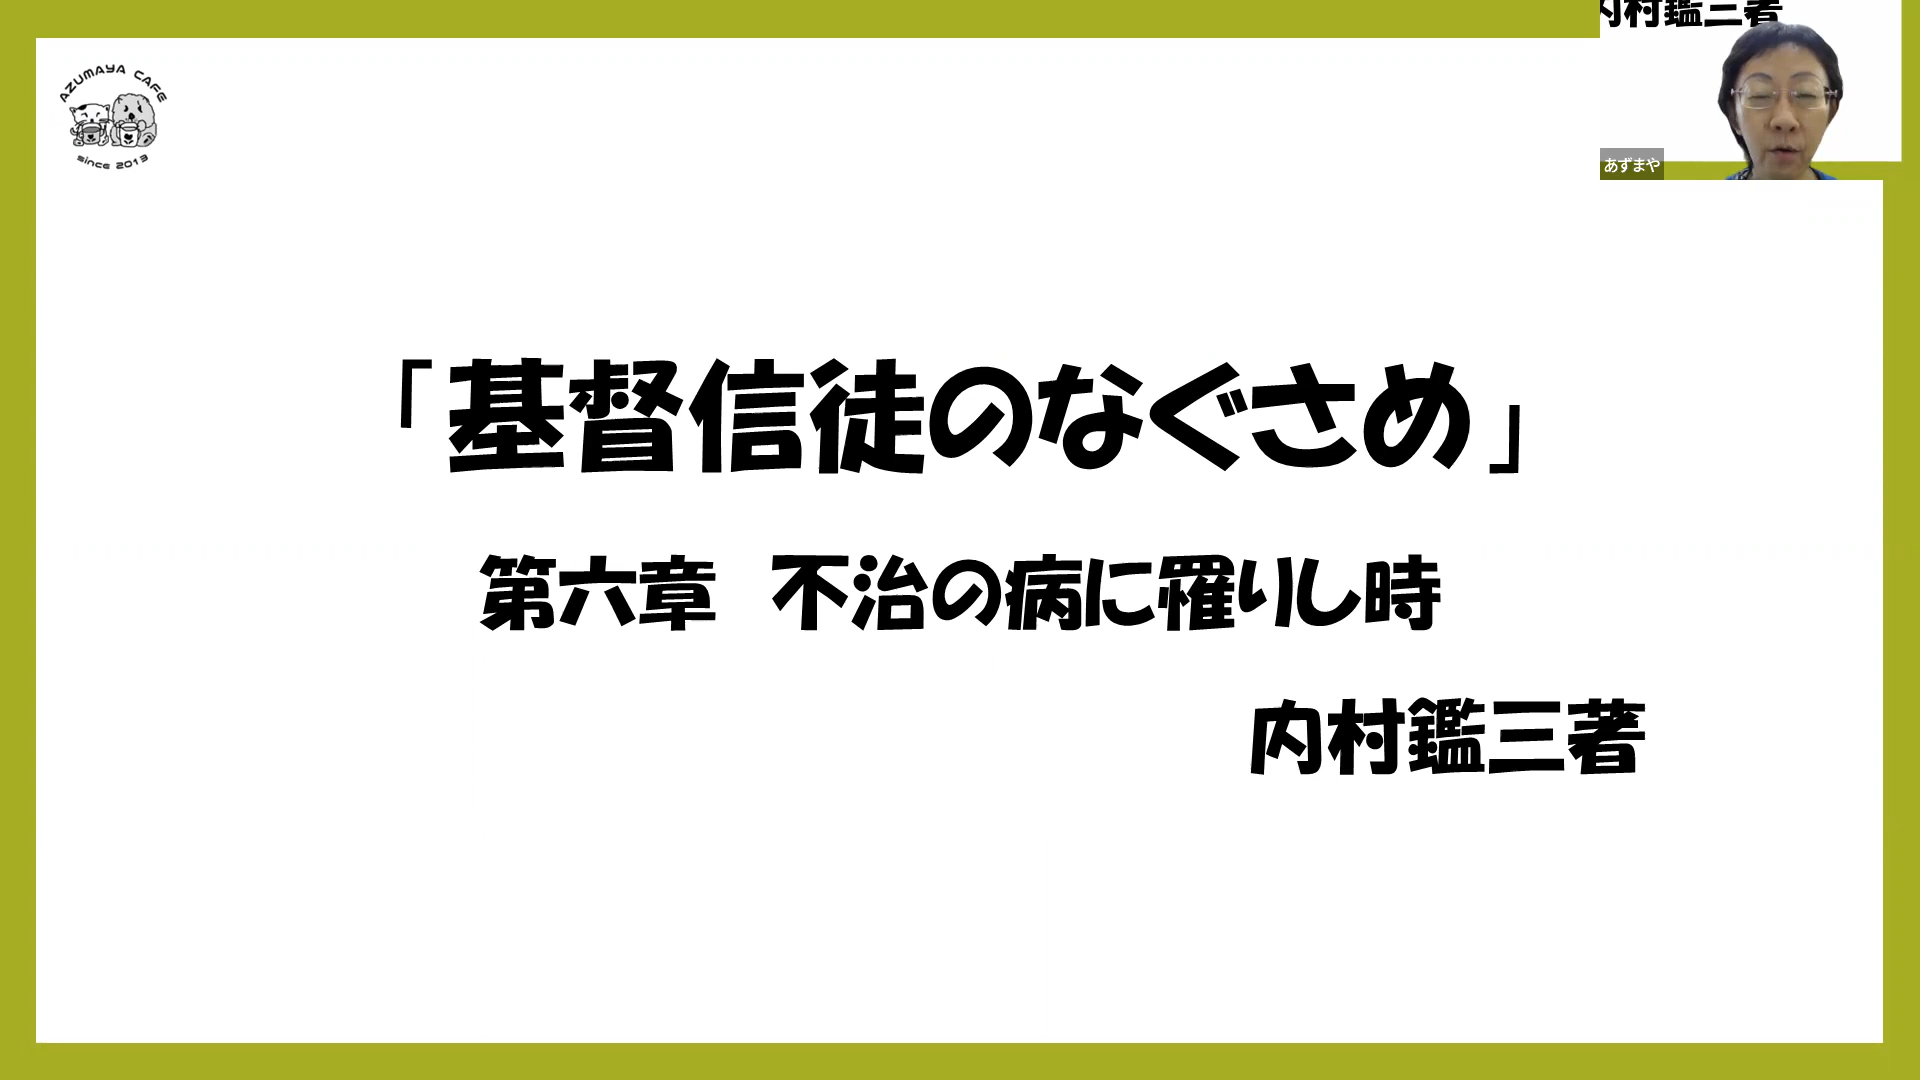 AZUMAYA CAFE
since 2013
内村鑑三著
あずまや
「基督信徒のなぐさめ」
第六章　不治の病に罹りし時
内村鑑三著